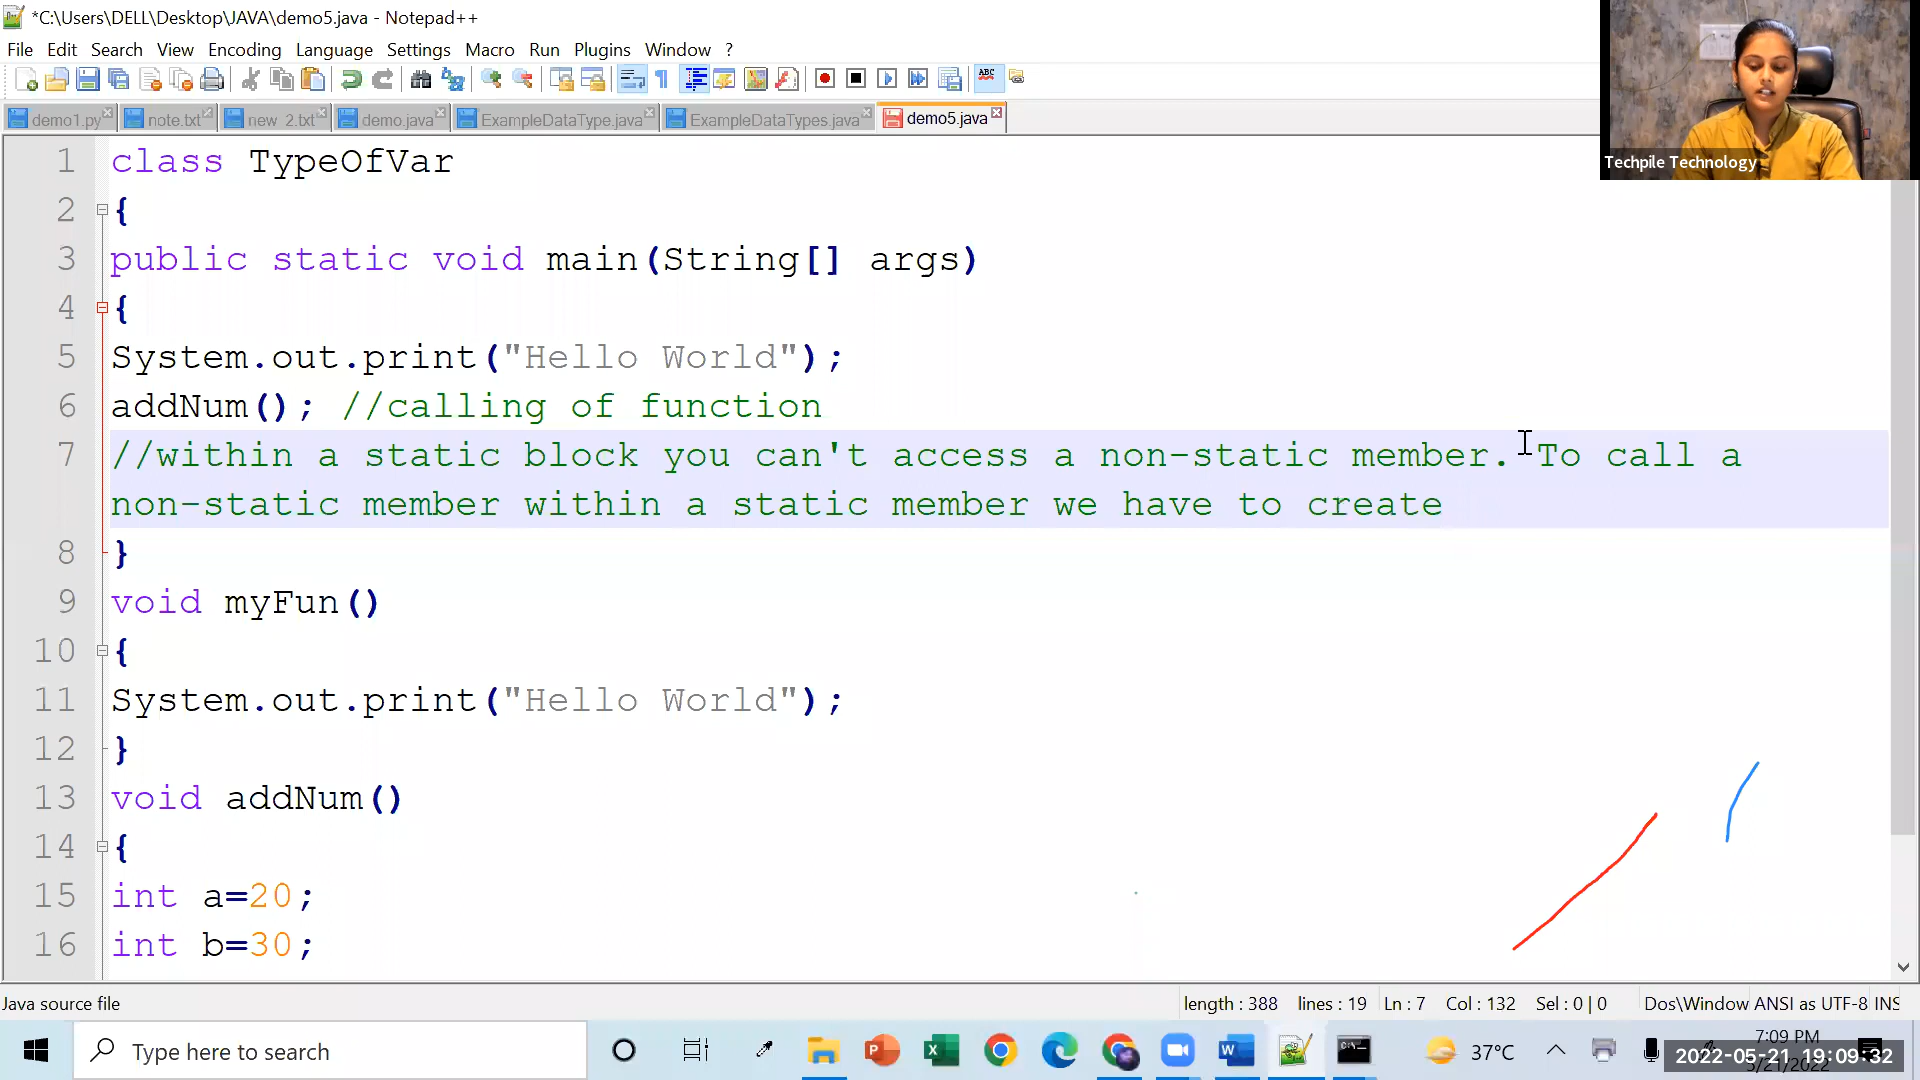 *C:\Users\DELL\Desktop\JAVA\demo5.java - Notepad++
File Edit Search View Encoding Language Settings Macro Run Plugins Window ?
demo1.py note.txt new 2.txt demo.java ExampleDataType.java ExampleDataTypes.java demo5.java
Techpile Technology
1 class TypeOfVar
2 {
3 public static void main(String[] args)
4 {
5 System.out.print("Hello World");
6 addNum(); //calling of function
7 //within a static block you can't access a non-static member. To call a
non-static member within a static member we have to create
8 }
9 void myFun()
10 {
11 System.out.print("Hello World");
12 }
13 void addNum()
14 {
15 int a=20;
16 int b=30;
Java source file length : 388 lines : 19 Ln : 7 Col : 132 Sel : 0 | 0 Dos\Window ANSI as UTF-8 INS
Type here to search
37°C
7:09 PM
5/21/2022
2022-05-21 19:09:32